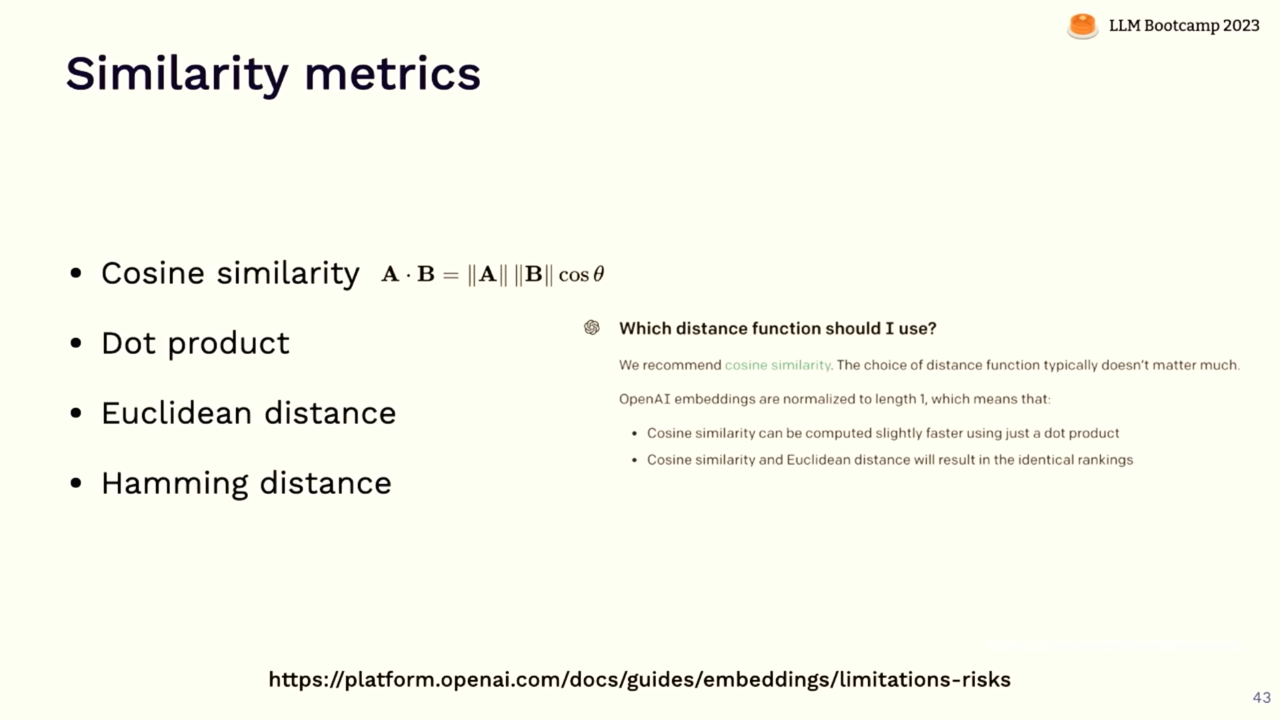 LLM Bootcamp 2023
Similarity metrics
• Cosine similarity A · B = ‖A‖ ‖B‖ cos θ
• Dot product
• Euclidean distance
• Hamming distance
Which distance function should I use?
We recommend cosine similarity. The choice of distance function typically doesn't matter much.
OpenAI embeddings are normalized to length 1, which means that:
• Cosine similarity can be computed slightly faster using just a dot product
• Cosine similarity and Euclidean distance will result in the identical rankings
https://platform.openai.com/docs/guides/embeddings/limitations-risks
43